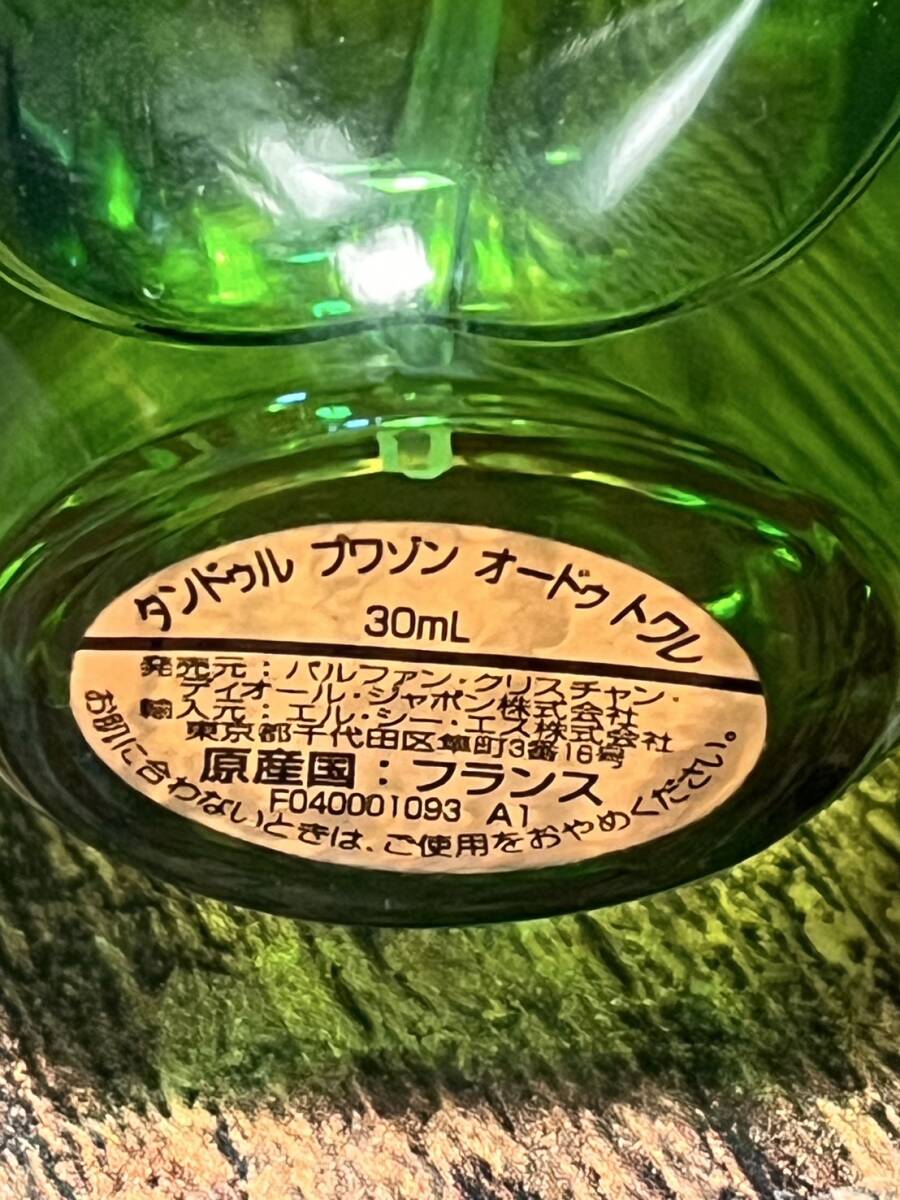 タンドゥル プワゾン オードゥ トワレ
30mL
発売元：パルファン・クリスチャン・
ディオール・ジャポン株式会社
輸入元：エル・シー・エス株式会社
東京都千代田区隼町3番16号
原産国：フランス
F040001093 A1
お肌に合わないときは、ご使用をおやめください。